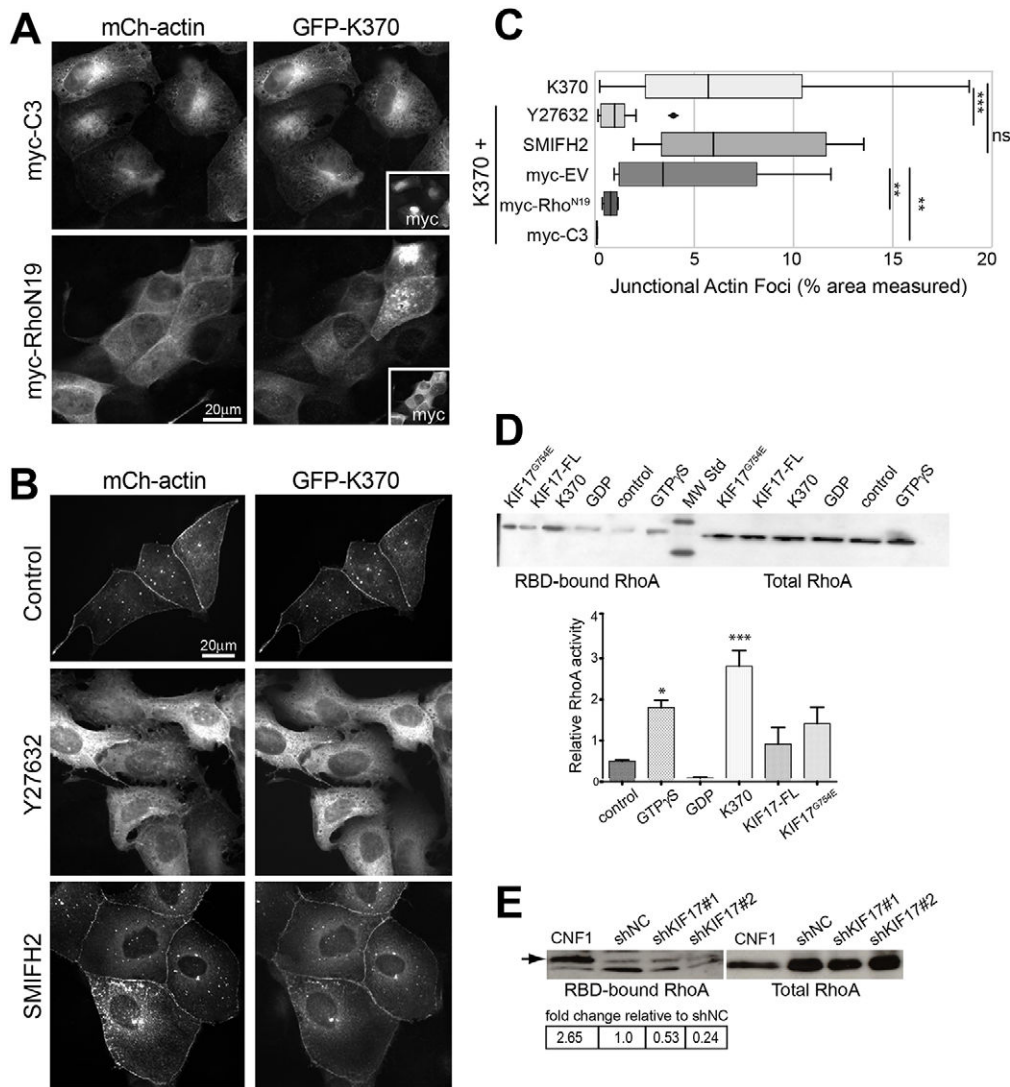 A
mCh-actin
GFP-K370
myc-C3
myc
myc-RhoN19
20μm
myc
B
mCh-actin
GFP-K370
Control
20μm
Y27632
SMIFH2
C
K370 +
K370
Y27632
SMIFH2
myc-EV
myc-Rho^N19
myc-C3
***
ns
**
**
0 5 10 15 20
Junctional Actin Foci (% area measured)
D
KIF17^G754E KIF17-FL K370 GDP control GTPγS MW Std KIF17^G754E KIF17-FL K370 GDP control GTPγS
RBD-bound RhoA Total RhoA
Relative RhoA activity
4
3
2
1
0
*
***
control GTPγS GDP K370 KIF17-FL KIF17^G754E
E
CNF1 shNC shKIF17#1 shKIF17#2 CNF1 shNC shKIF17#1 shKIF17#2
RBD-bound RhoA Total RhoA
fold change relative to shNC
2.65 1.0 0.53 0.24